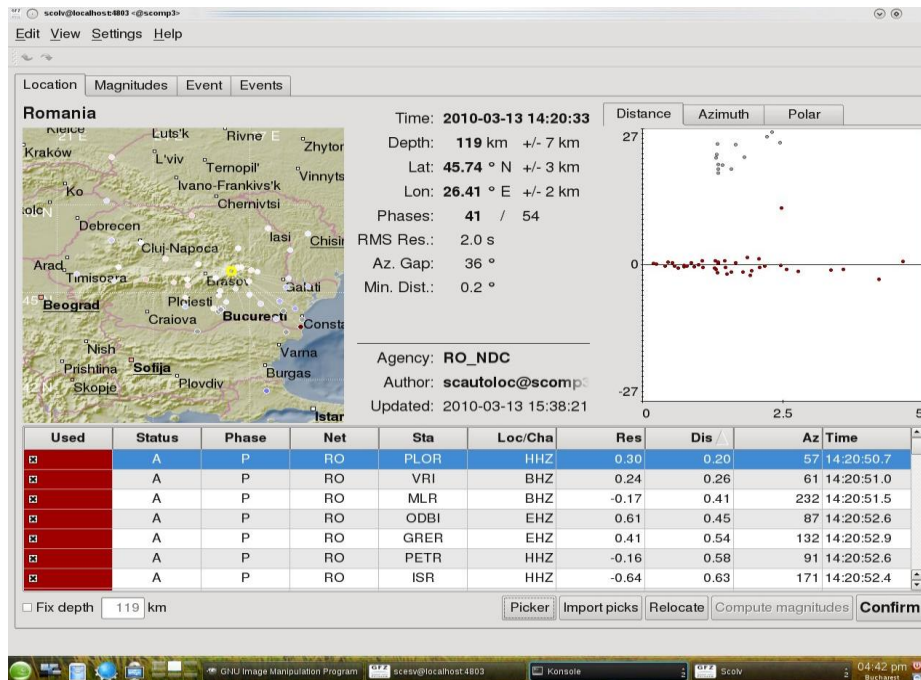 scolv@localhost:4803 <@scomp3>
Edit View Settings Help
Location Magnitudes Event Events
Romania
Kraków
Luts'k
Rivne
Zhytor
L'viv
Ternopil'
Vinnyts
Ivano-Frankivs'k
Chernivtsi
Debrecen
Iasi
Chisir
Cluj-Napoca
Arad
Timisoara
Brasov
Galati
Beograd
Ploiesti
Craiova
Bucuresti
Consta
Nish
Varna
Prishtina
Sofija
Burgas
Skopje
Plovdiv
Istar
Time: 2010-03-13 14:20:33
Depth: 119 km +/- 7 km
Lat: 45.74 ° N +/- 3 km
Lon: 26.41 ° E +/- 2 km
Phases: 41 / 54
RMS Res.: 2.0 s
Az. Gap: 36 °
Min. Dist.: 0.2 °
Agency: RO_NDC
Author: scautoloc@scomp3
Updated: 2010-03-13 15:38:21
Distance Azimuth Polar
27
0
-27
0 2.5 5
Used Status Phase Net Sta Loc/Cha Res Dis Az Time
A P RO PLOR HHZ 0.30 0.20 57 14:20:50.7
A P RO VRI BHZ 0.24 0.26 61 14:20:51.0
A P RO MLR BHZ -0.17 0.41 232 14:20:51.5
A P RO ODBI EHZ 0.61 0.45 87 14:20:52.6
A P RO GRER EHZ 0.41 0.54 132 14:20:52.9
A P RO PETR HHZ -0.16 0.58 91 14:20:52.6
A P RO ISR HHZ -0.64 0.63 171 14:20:52.4
Fix depth 119 km Picker Import picks Relocate Compute magnitudes Confirm
GNU Image Manipulation Program GFZ scesv@localhost:4803 Konsole GFZ Scolv 04:42 pm
Bucharest